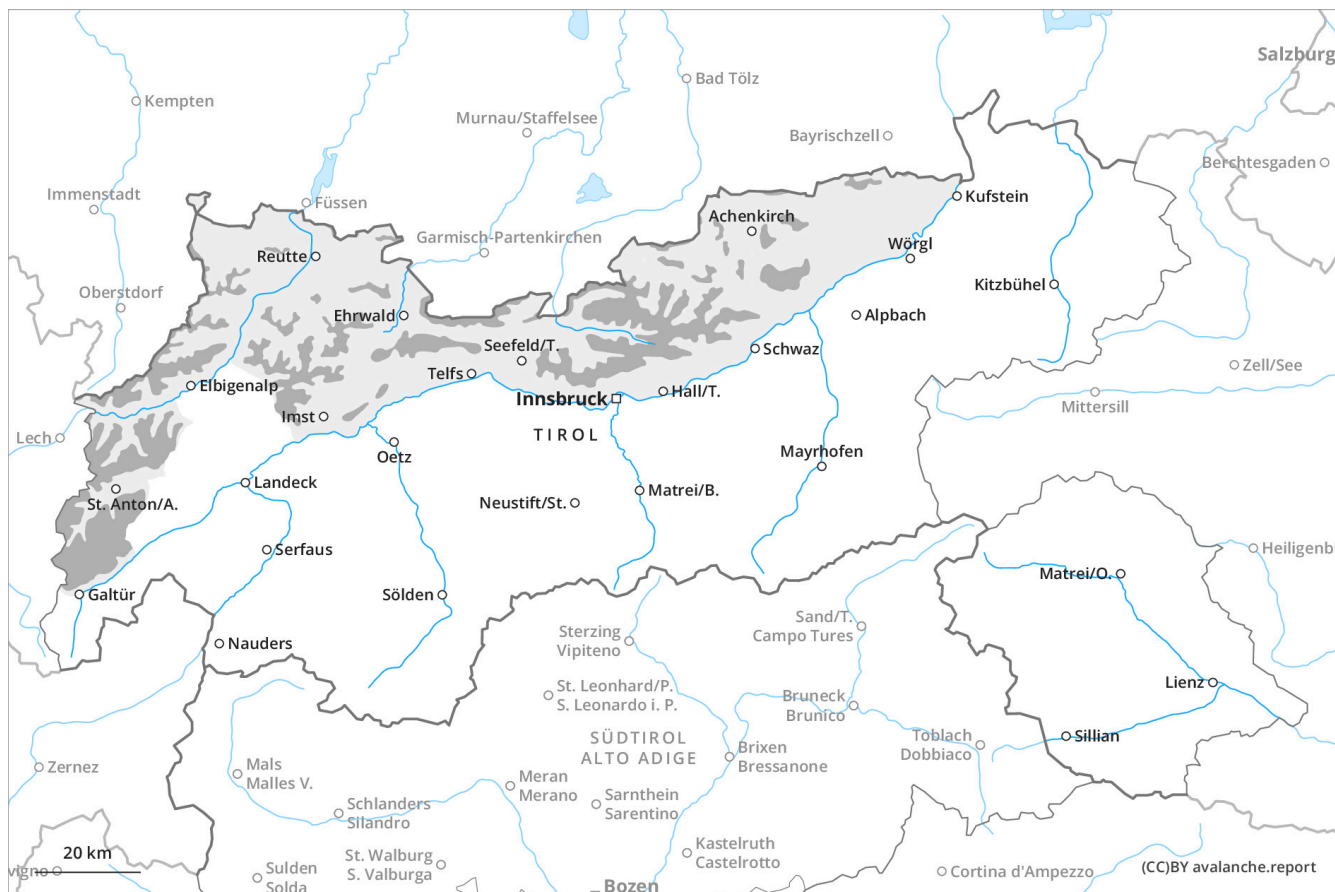 Salzburg
Kempten
Bad Tölz
Murnau/Staffelsee
Bayrischzell
Berchtesgaden
Immenstadt
Füssen
Kufstein
Achenkirch
Garmisch-Partenkirchen
Wörgl
Reutte
Oberstdorf
Kitzbühel
Ehrwald
Alpbach
Seefeld/T.
Schwaz
Zell/See
Telfs
Elbigenalp
Hall/T.
Innsbruck
Mittersill
Imst
TIROL
Lech
Oetz
Mayrhofen
Landeck
Matrei/B.
St. Anton/A.
Neustift/St.
Serfaus
Heiligenb
Matrei/O.
Galtür
Sölden
Sand/T.
Campo Tures
Sterzing
Vipiteno
Nauders
Lienz
St. Leonhard/P.
S. Leonardo i. P.
Bruneck
Brunico
SÜDTIROL
ALTO ADIGE
Sillian
Toblach
Dobbiaco
Brixen
Bressanone
Zernez
Mals
Malles V.
Meran
Merano
Sarnthein
Sarentino
Schlanders
Silandro
Kastelruth
Castelrotto
20 km
St. Walburg
S. Valburga
vigno
Sulden
Solda
Cortina d'Ampezzo
(CC)BY avalanche.report
Bozen